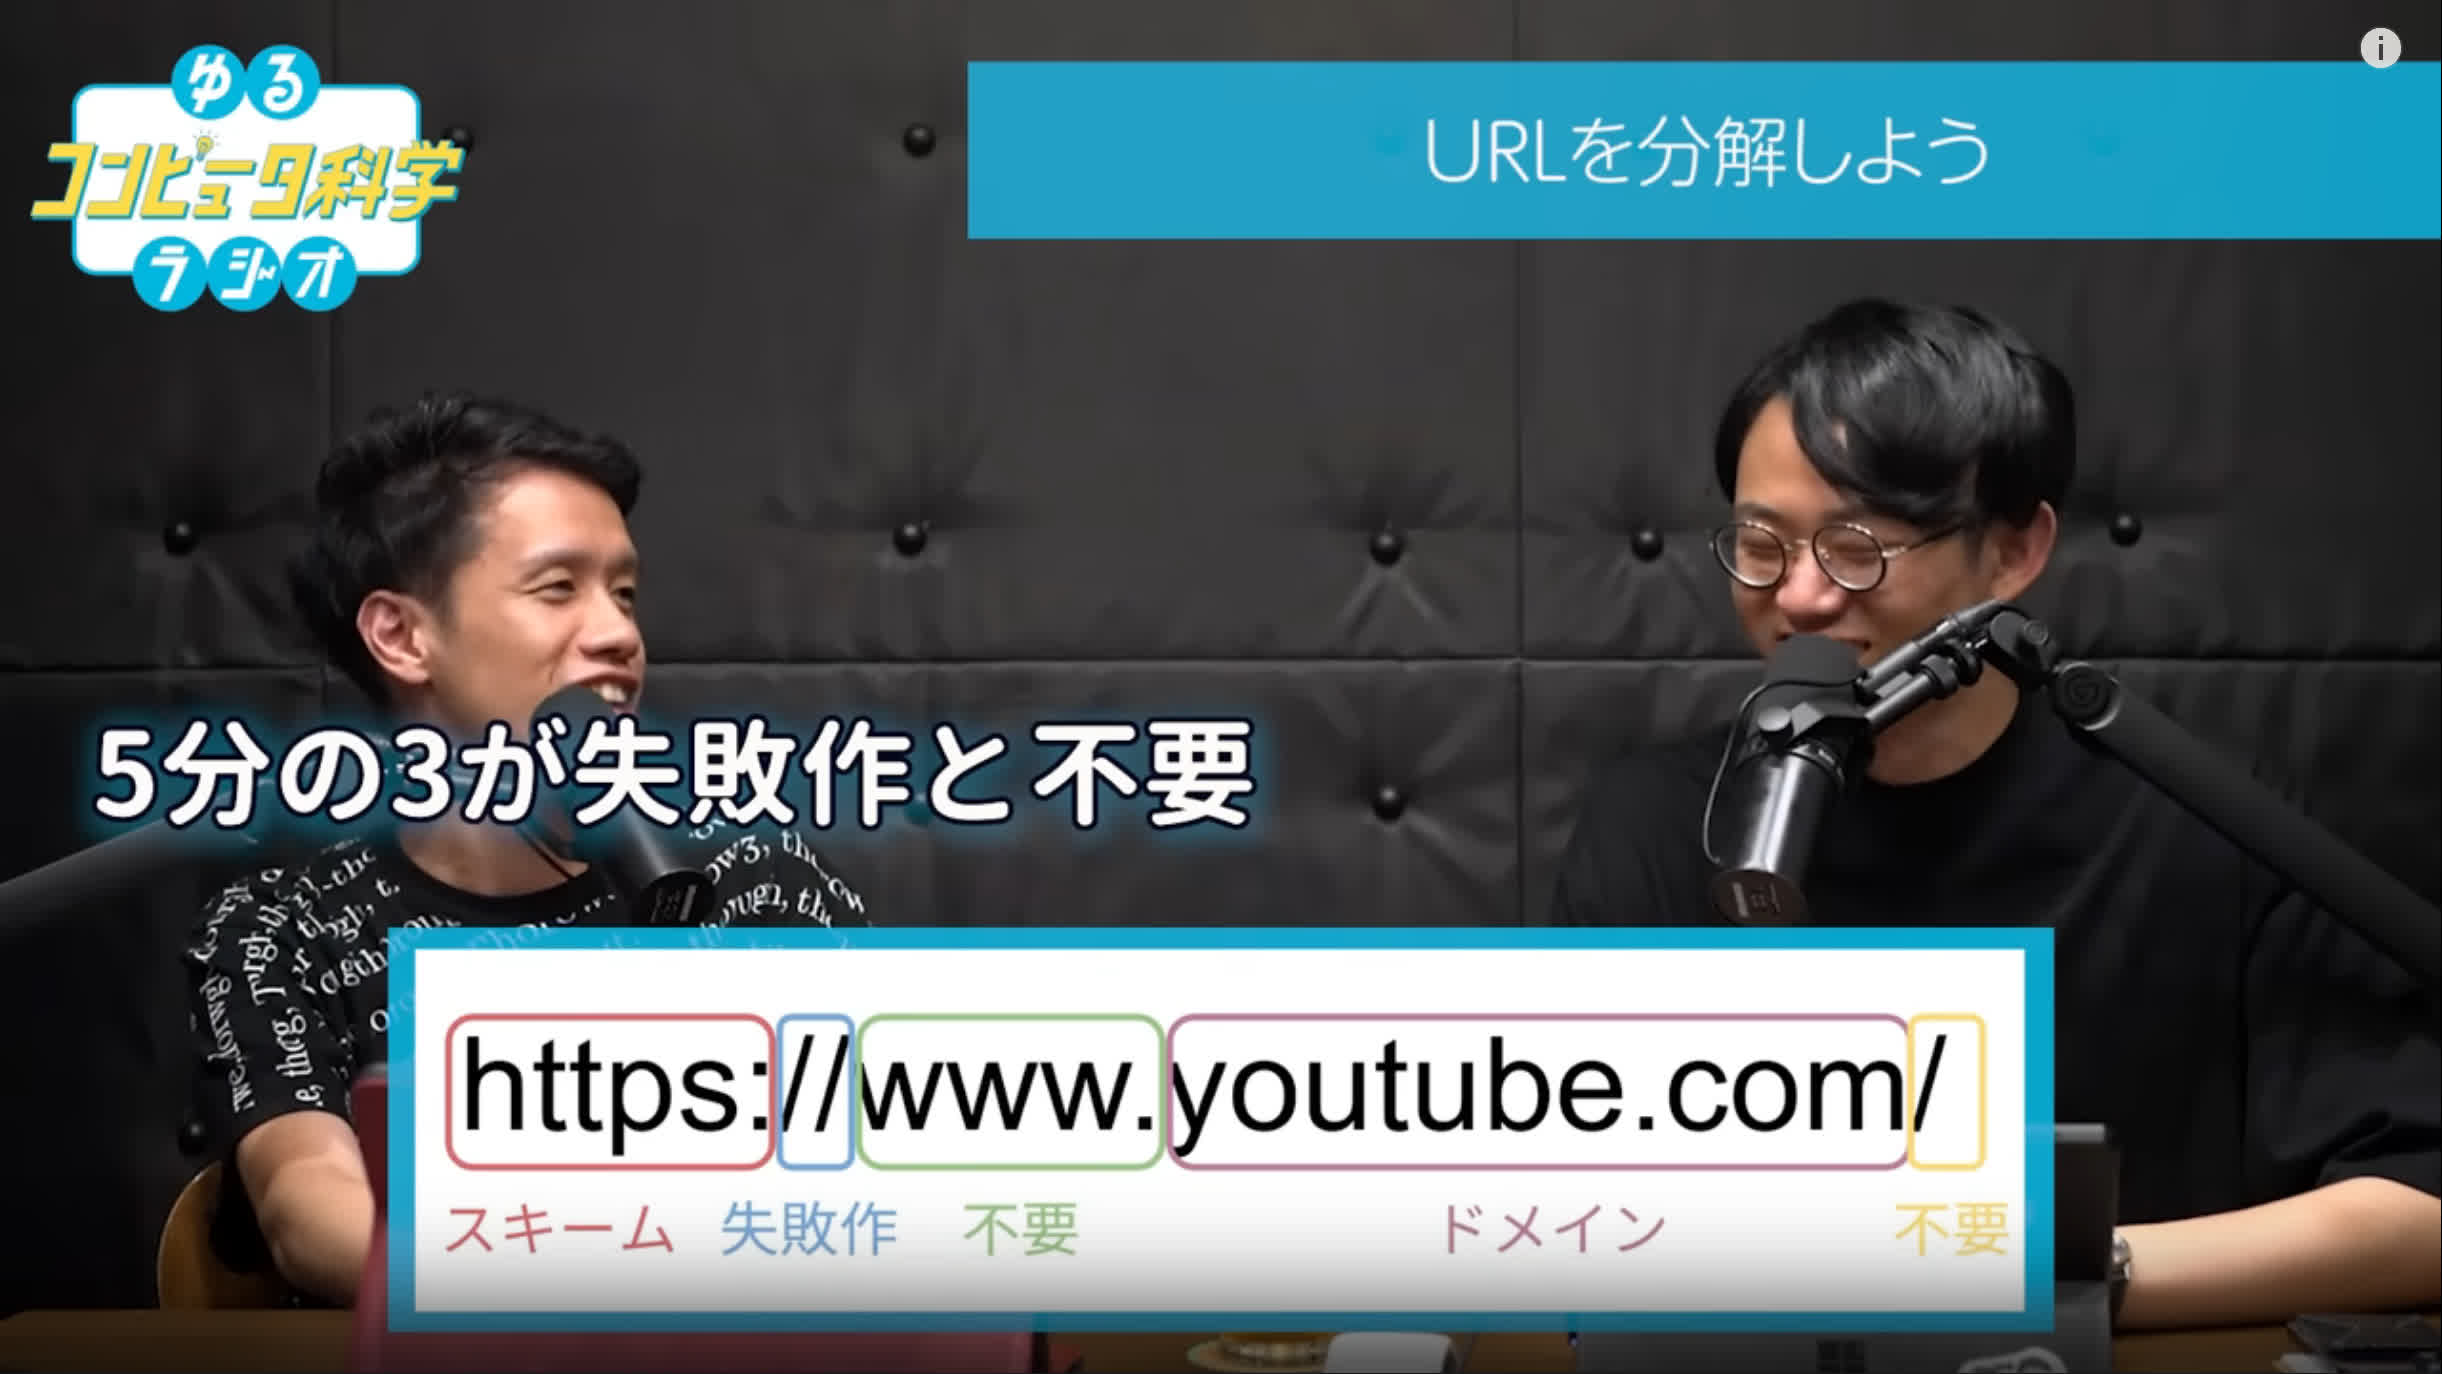 ゆる
コンピュータ科学
ラジオ
URLを分解しよう
5分の3が失敗作と不要
https://www.youtube.com/
スキーム 失敗作 不要 ドメイン 不要